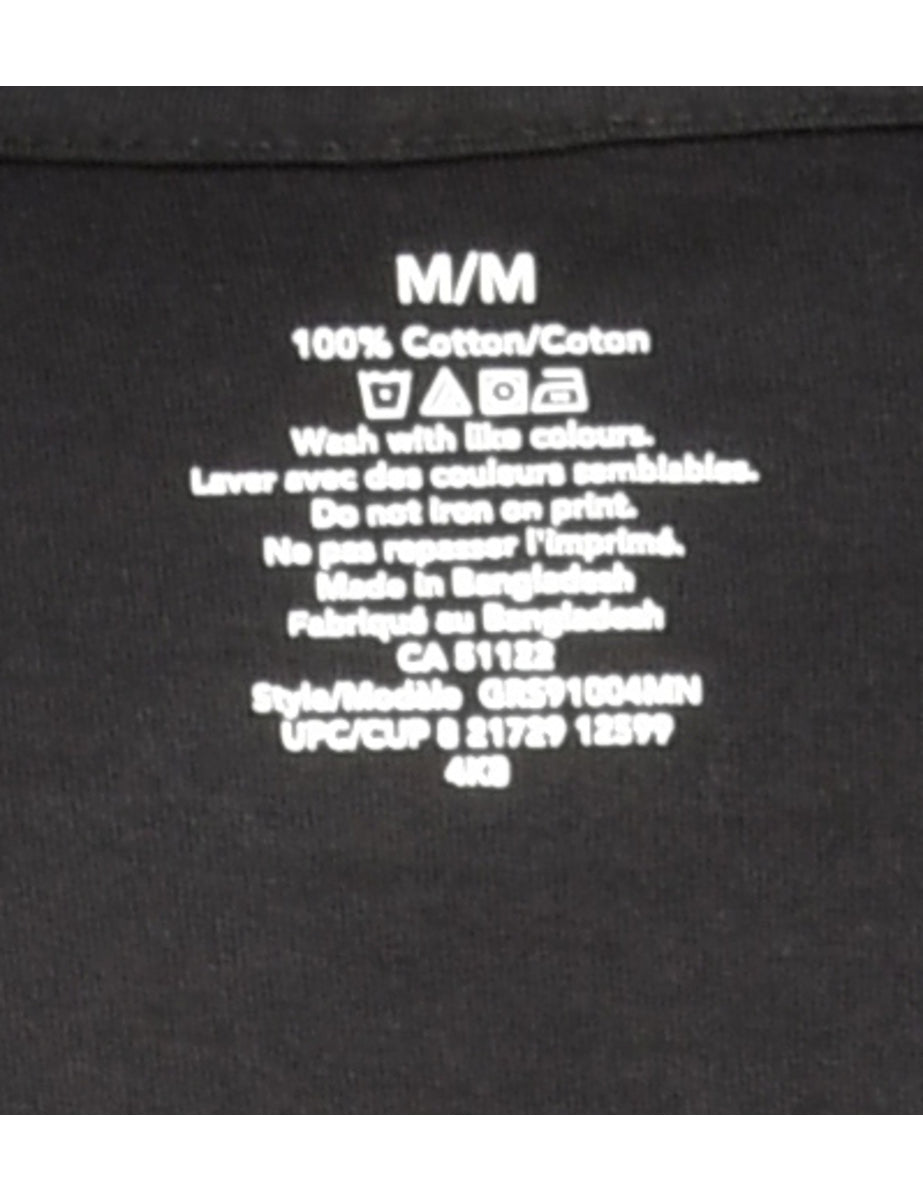 M/M
100% Cotton/Coton
Wash with like colours.
Laver avec des couleurs semblables.
Do not iron on print.
Ne pas repasser l'imprimé.
Made in Bangladesh
Fabriqué au Bangladesh
CA 51122
Style/Modèle GRS91004MN
UPC/CUP 8 21729 12599